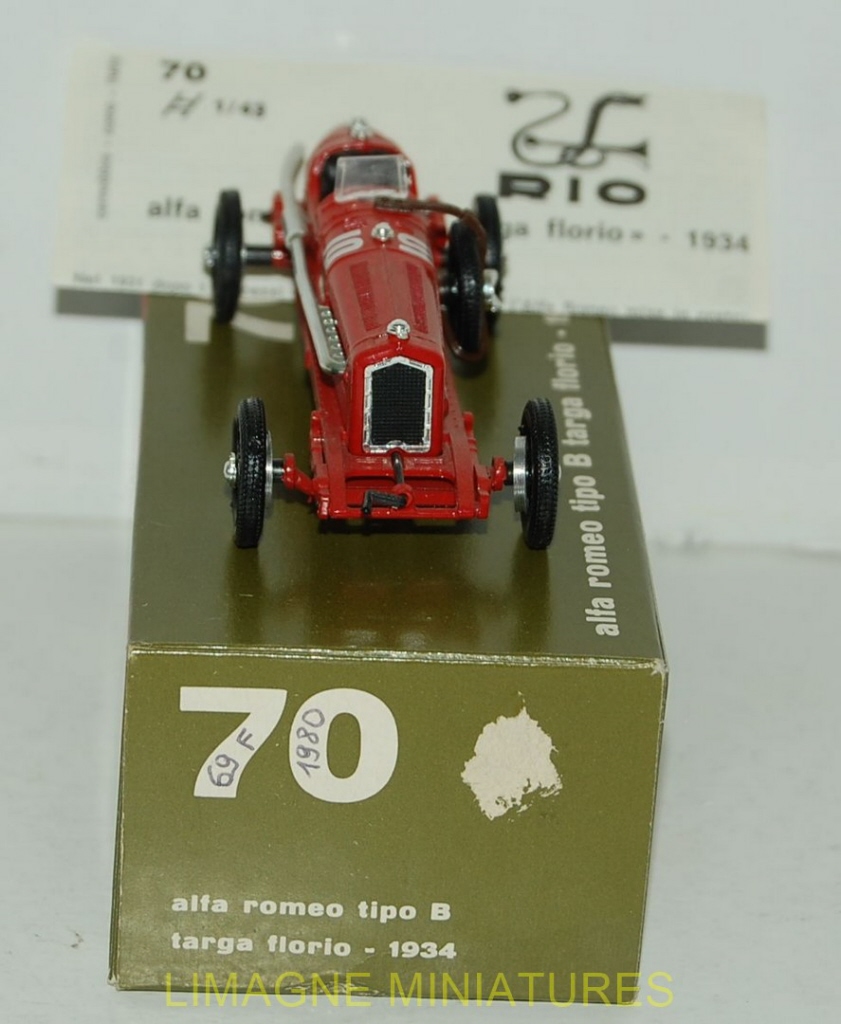 70
1/43
RIO
alfa
targa florio» - 1934
alfa romeo tipo B targa florio -
70
69 F
1980
alfa romeo tipo B
targa florio - 1934
LIMAGNE MINIATURES